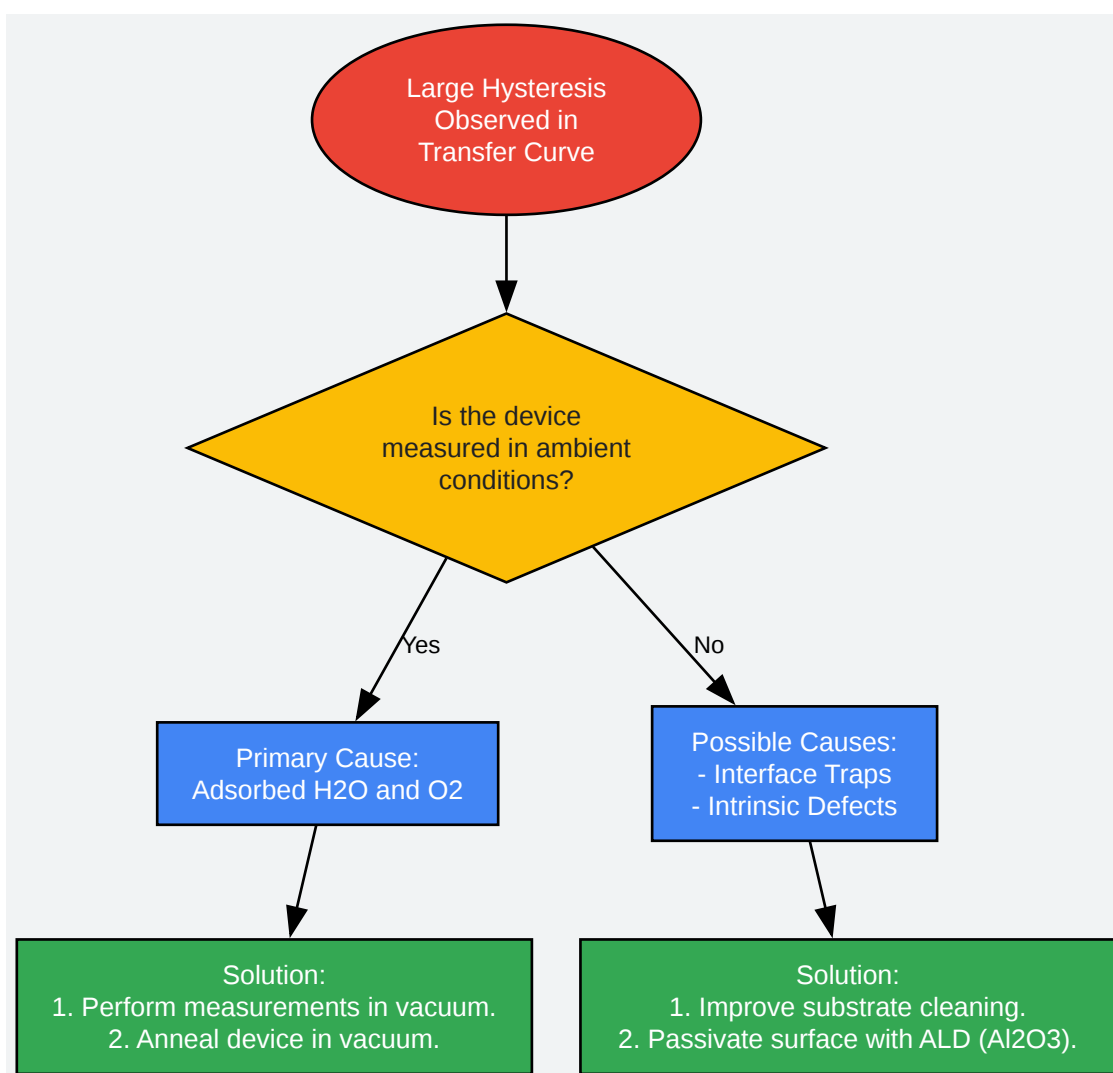 Large Hysteresis
Observed in
Transfer Curve
Is the device
measured in ambient
conditions?
Yes
No
Primary Cause:
Adsorbed H2O and O2
Possible Causes:
- Interface Traps
- Intrinsic Defects
Solution:
1. Perform measurements in vacuum.
2. Anneal device in vacuum.
Solution:
1. Improve substrate cleaning.
2. Passivate surface with ALD (Al2O3).